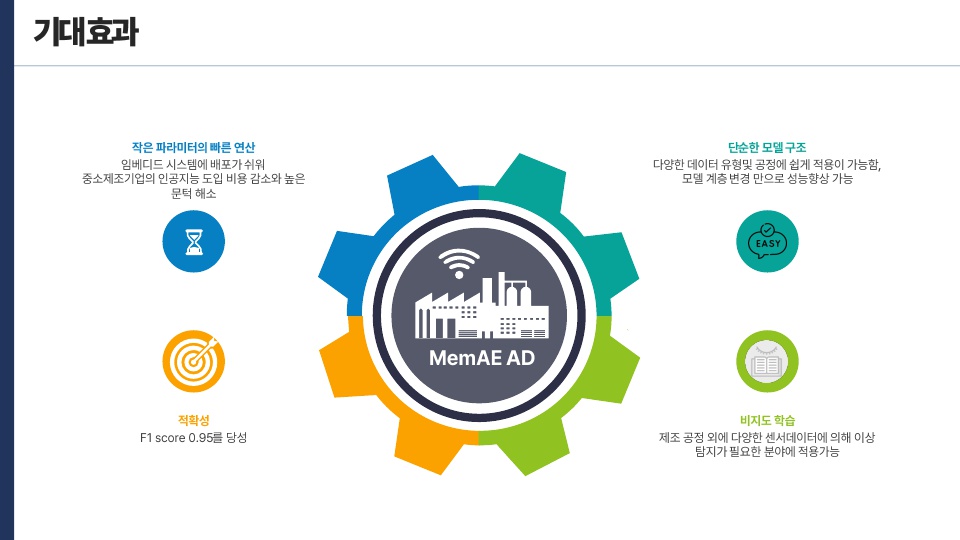 기대효과
작은 파라미터의 빠른 연산
임베디드 시스템에 배포가 쉬워
중소제조기업의 인공지능 도입 비용 감소와 높은
문턱 해소
단순한 모델 구조
다양한 데이터 유형및 공정에 쉽게 적용이 가능함,
모델 계층 변경 만으로 성능향상 가능
EASY
MemAE AD
적확성
F1 score 0.95를 당성
비지도 학습
제조 공정 외에 다양한 센서데이터에 의해 이상
탐지가 필요한 분야에 적용가능